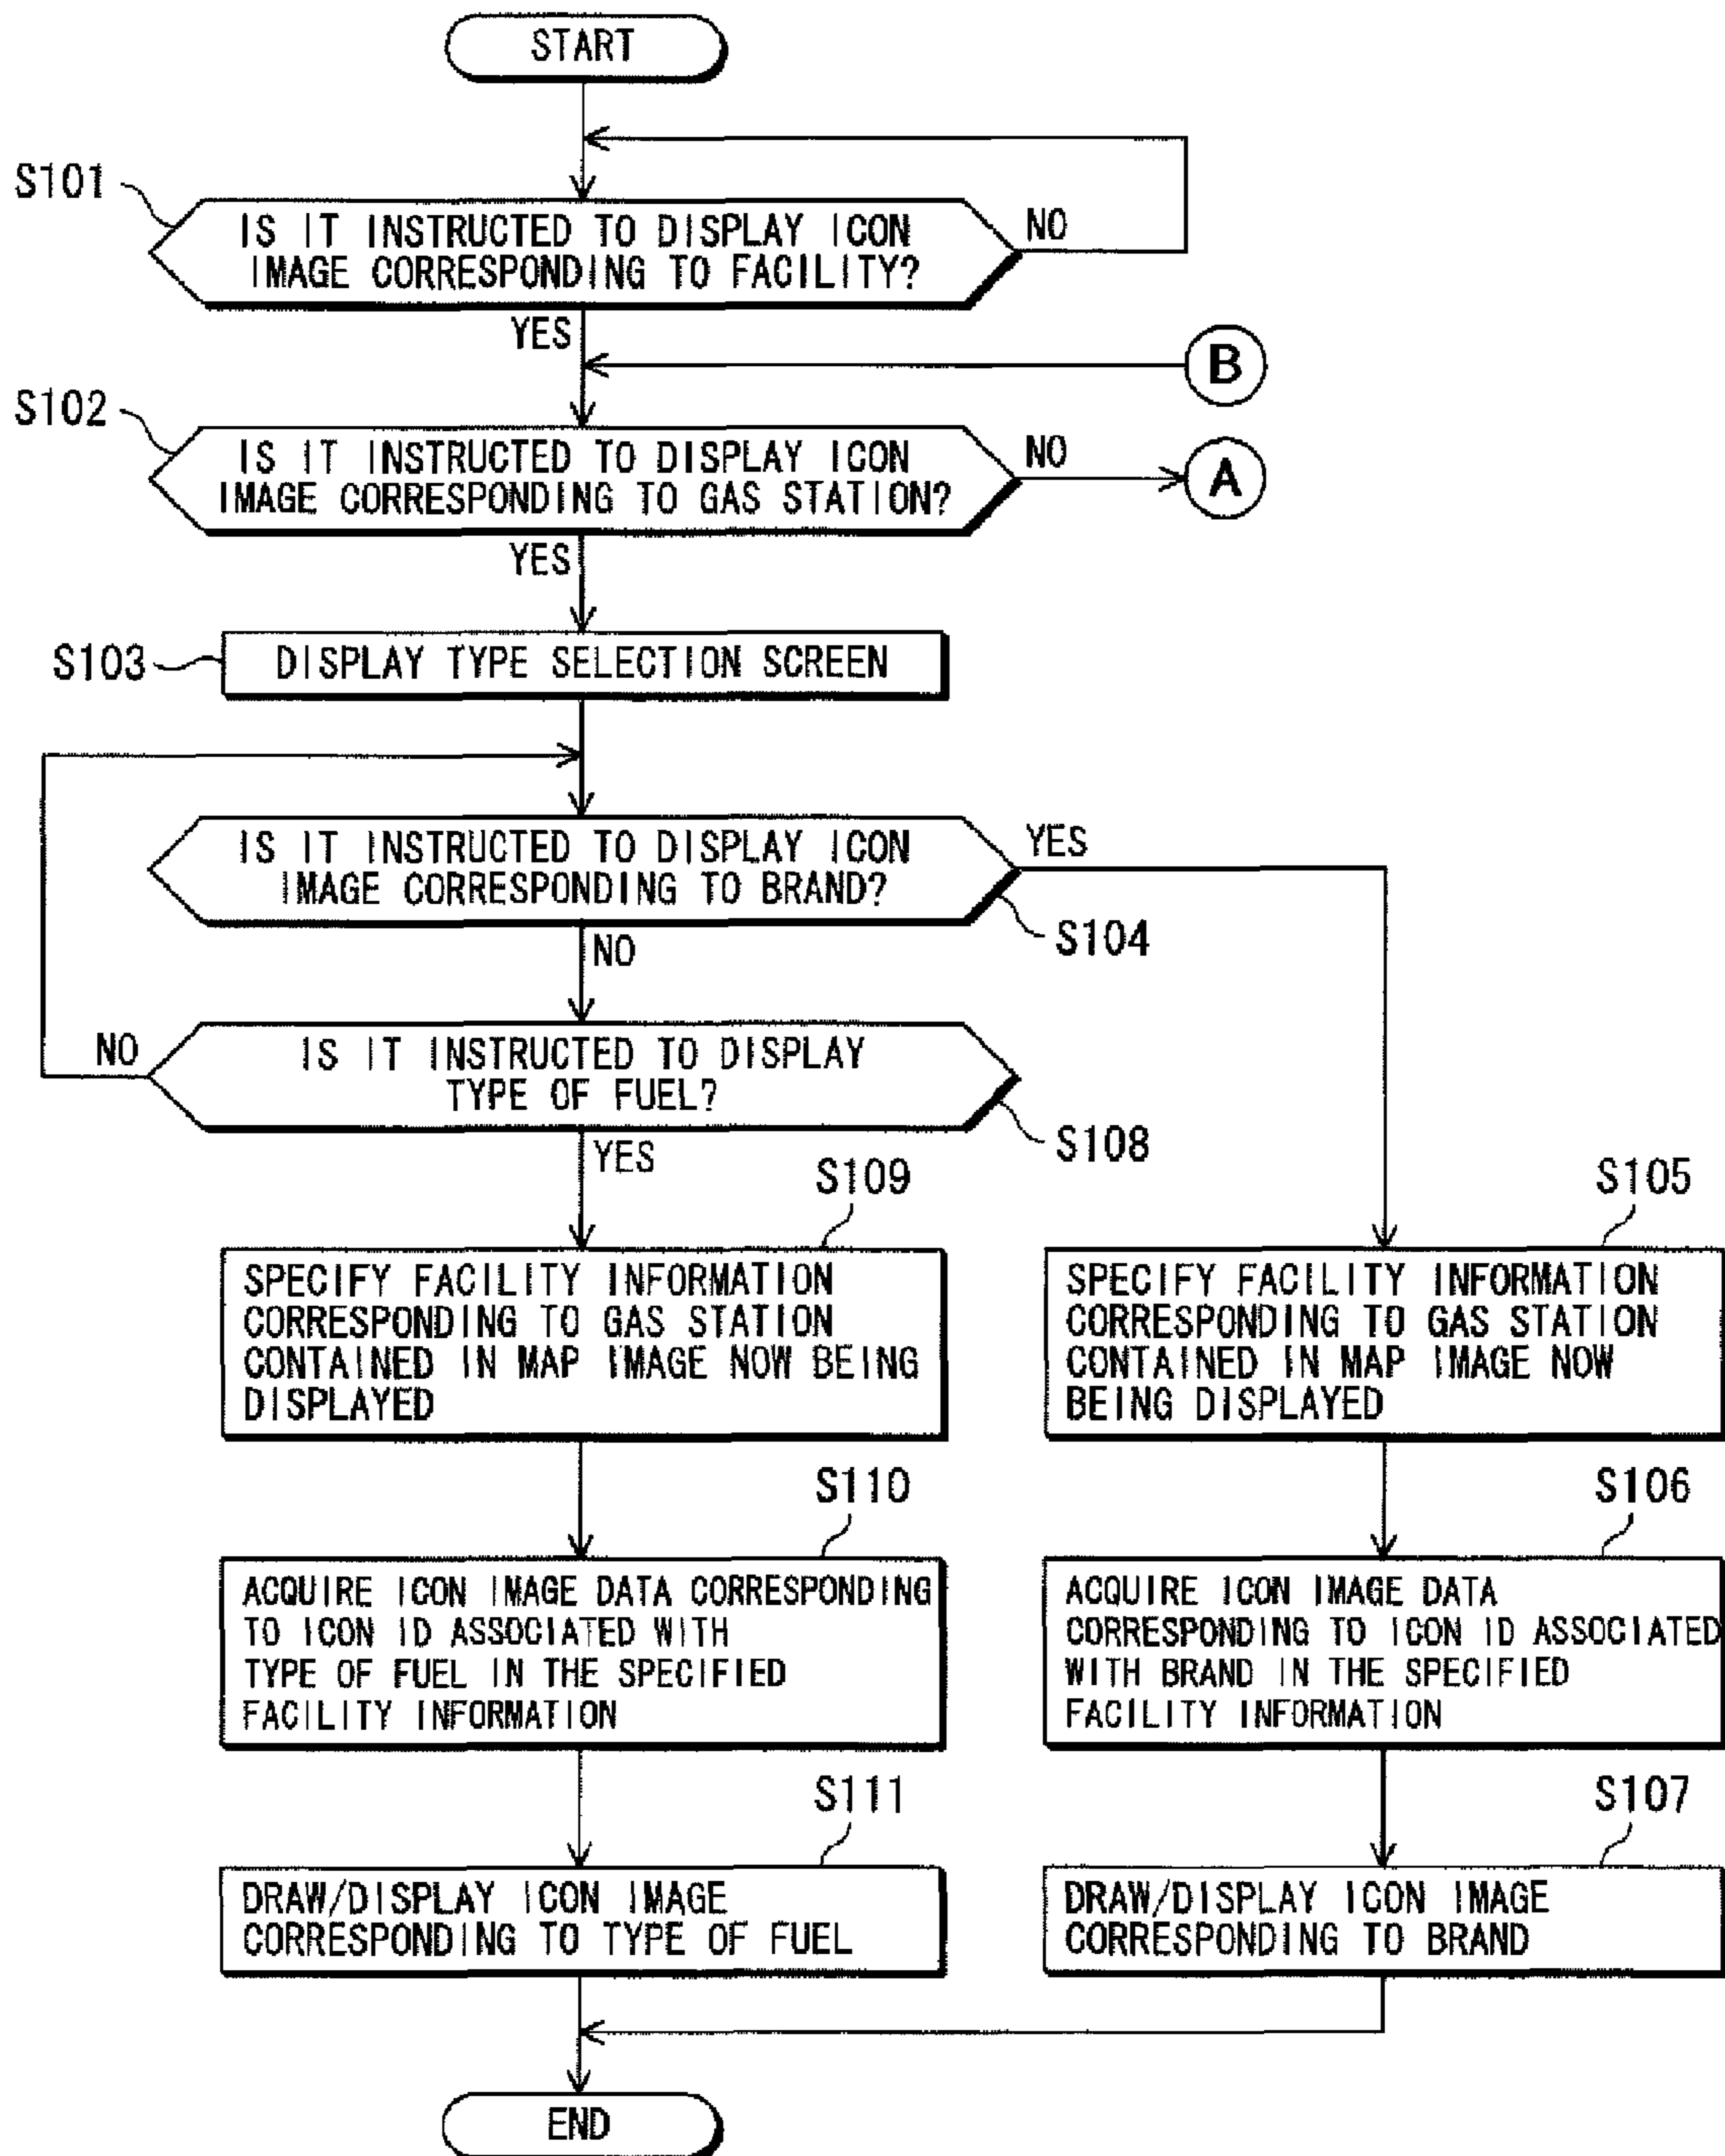 START
S101
IS IT INSTRUCTED TO DISPLAY ICON
IMAGE CORRESPONDING TO FACILITY?
NO
YES
B
S102
IS IT INSTRUCTED TO DISPLAY ICON
IMAGE CORRESPONDING TO GAS STATION?
NO
A
YES
S103
DISPLAY TYPE SELECTION SCREEN
IS IT INSTRUCTED TO DISPLAY ICON
IMAGE CORRESPONDING TO BRAND?
YES
S104
NO
NO
IS IT INSTRUCTED TO DISPLAY
TYPE OF FUEL?
S108
YES
S109
SPECIFY FACILITY INFORMATION
CORRESPONDING TO GAS STATION
CONTAINED IN MAP IMAGE NOW BEING
DISPLAYED
S105
SPECIFY FACILITY INFORMATION
CORRESPONDING TO GAS STATION
CONTAINED IN MAP IMAGE NOW
BEING DISPLAYED
S110
ACQUIRE ICON IMAGE DATA CORRESPONDING
TO ICON ID ASSOCIATED WITH
TYPE OF FUEL IN THE SPECIFIED
FACILITY INFORMATION
S106
ACQUIRE ICON IMAGE DATA
CORRESPONDING TO ICON ID ASSOCIATED
WITH BRAND IN THE SPECIFIED
FACILITY INFORMATION
S111
DRAW/DISPLAY ICON IMAGE
CORRESPONDING TO TYPE OF FUEL
S107
DRAW/DISPLAY ICON IMAGE
CORRESPONDING TO BRAND
END